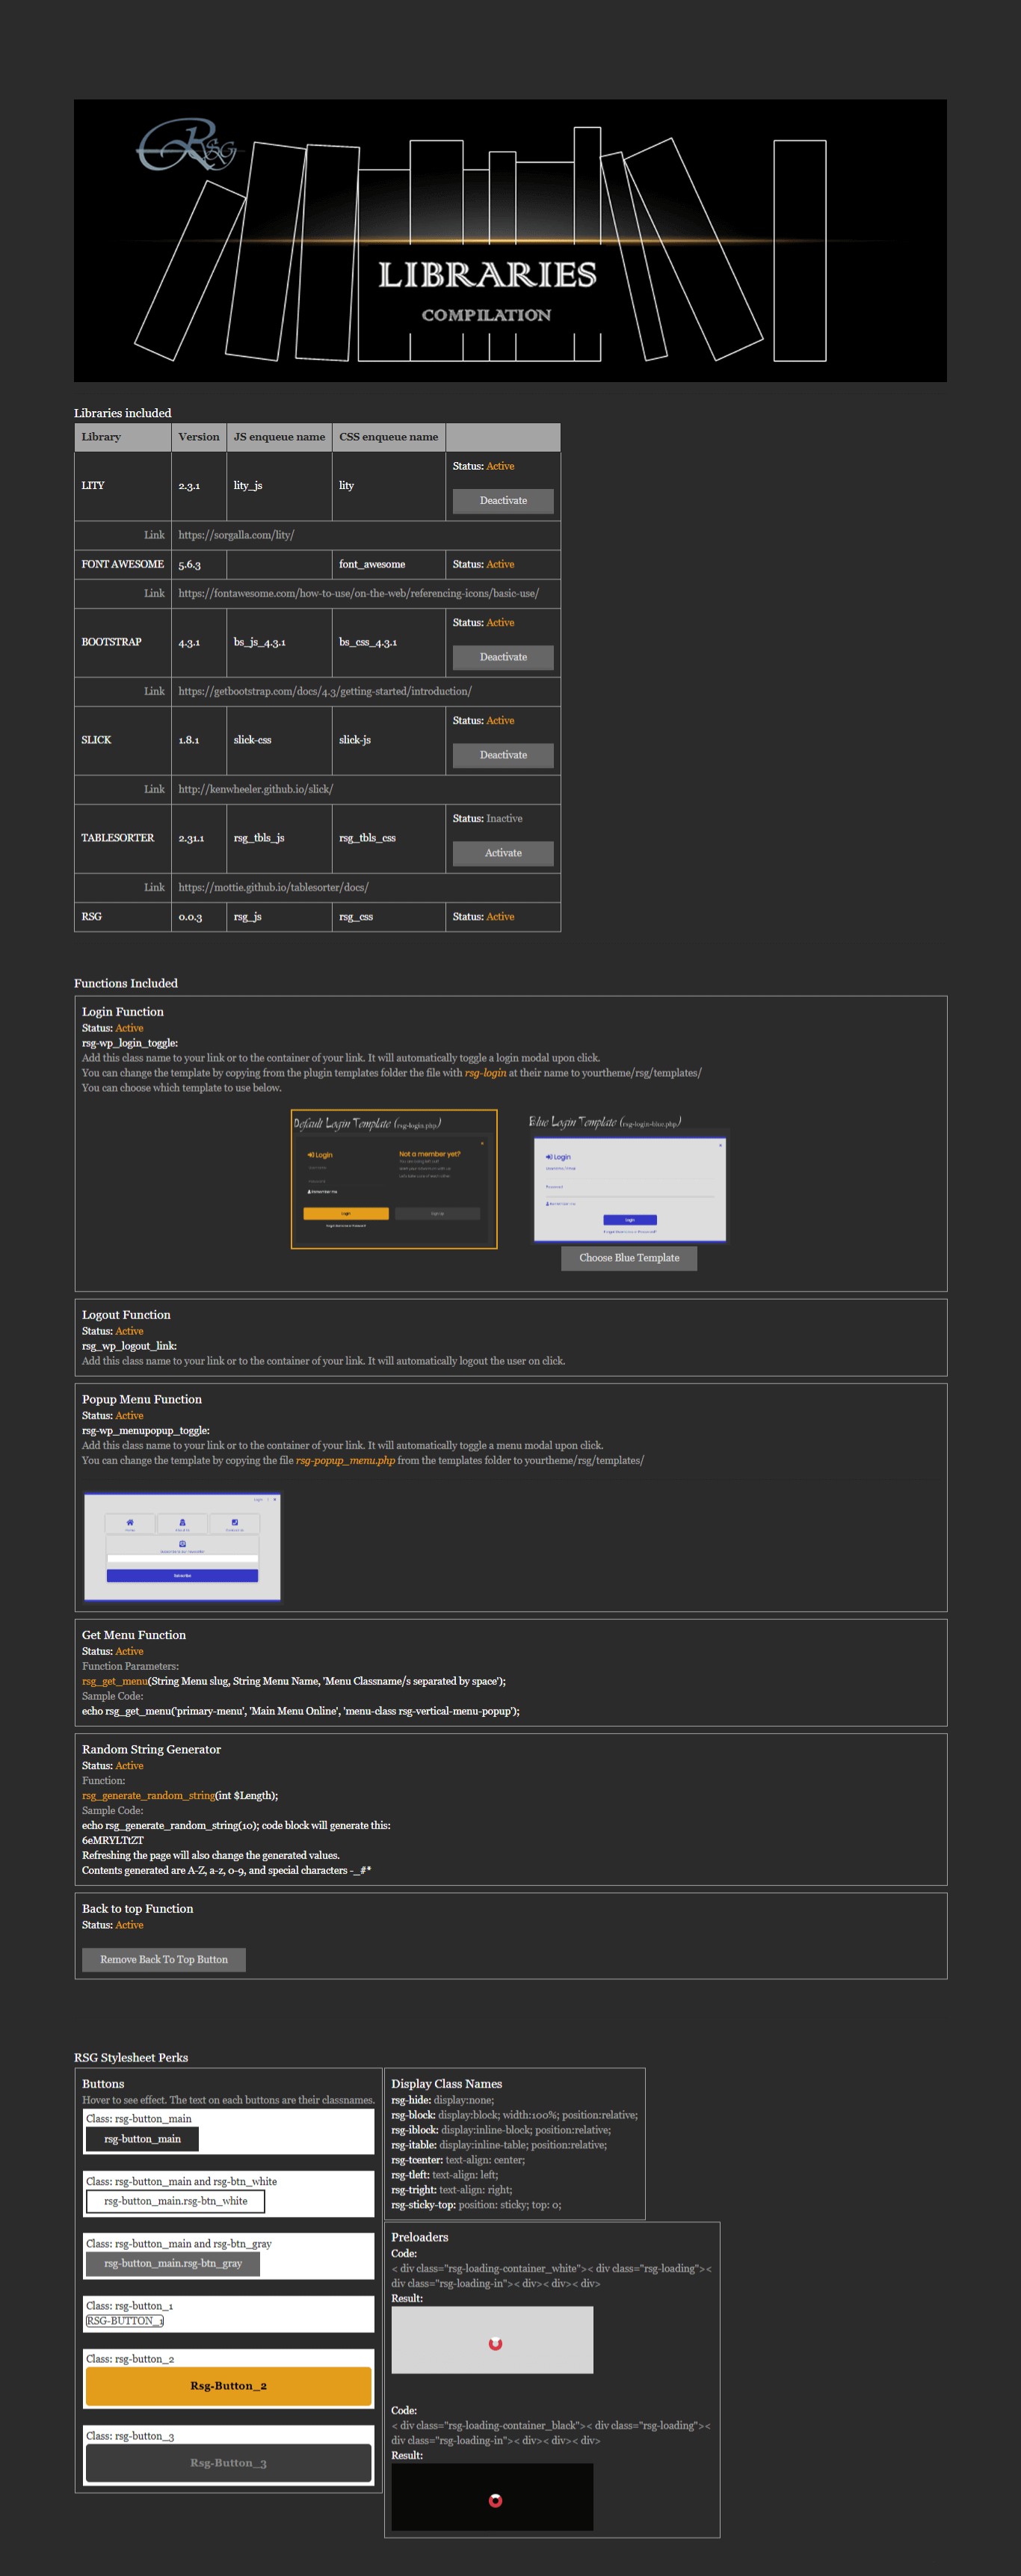 RSG
LIBRARIES
COMPILATION
Libraries included
Library Version JS enqueue name CSS enqueue name
LITY 2.3.1 lity_js lity Status: Active
Deactivate
Link https://sorgalla.com/lity/
FONT AWESOME 5.6.3 font_awesome Status: Active
Link https://fontawesome.com/how-to-use/on-the-web/referencing-icons/basic-use/
BOOTSTRAP 4.3.1 bs_js_4.3.1 bs_css_4.3.1 Status: Active
Deactivate
Link https://getbootstrap.com/docs/4.3/getting-started/introduction/
SLICK 1.8.1 slick-css slick-js Status: Active
Deactivate
Link http://kenwheeler.github.io/slick/
TABLESORTER 2.31.1 rsg_tbls_js rsg_tbls_css Status: Inactive
Activate
Link https://mottie.github.io/tablesorter/docs/
RSG 0.0.3 rsg_js rsg_css Status: Active
Functions Included
Login Function
Status: Active
rsg-wp_login_toggle:
Add this class name to your link or to the container of your link. It will automatically toggle a login modal upon click.
You can change the template by copying from the plugin templates folder the file with rsg-login at their name to yourtheme/rsg/templates/
You can choose which template to use below.
Default Login Template (rsg-login.php)
Login
Not a member yet?
Remember me
Login
Sign up
Blue Login Template (rsg-login-blue.php)
Login
Password
Remember me
Login
Choose Blue Template
Logout Function
Status: Active
rsg_wp_logout_link:
Add this class name to your link or to the container of your link. It will automatically logout the user on click.
Popup Menu Function
Status: Active
rsg-wp_menupopup_toggle:
Add this class name to your link or to the container of your link. It will automatically toggle a menu modal upon click.
You can change the template by copying the file rsg-popup_menu.php from the templates folder to yourtheme/rsg/templates/
Login
Home About Us Contact Us
Subscribe
Get Menu Function
Status: Active
Function Parameters:
rsg_get_menu(String Menu slug, String Menu Name, 'Menu Classname/s separated by space');
Sample Code:
echo rsg_get_menu('primary-menu', 'Main Menu Online', 'menu-class rsg-vertical-menu-popup');
Random String Generator
Status: Active
Function:
rsg_generate_random_string(int $Length);
Sample Code:
echo rsg_generate_random_string(10); code block will generate this:
6eMRYLTtZT
Refreshing the page will also change the generated values.
Contents generated are A-Z, a-z, 0-9, and special characters -_#*
Back to top Function
Status: Active
Remove Back To Top Button
RSG Stylesheet Perks
Buttons
Hover to see effect. The text on each buttons are their classnames.
Class: rsg-button_main
rsg-button_main
Class: rsg-button_main and rsg-btn_white
rsg-button_main.rsg-btn_white
Class: rsg-button_main and rsg-btn_gray
rsg-button_main.rsg-btn_gray
Class: rsg-button_1
RSG-BUTTON_1
Class: rsg-button_2
Rsg-Button_2
Class: rsg-button_3
Rsg-Button_3
Display Class Names
rsg-hide: display:none;
rsg-block: display:block; width:100%; position:relative;
rsg-iblock: display:inline-block; position:relative;
rsg-itable: display:inline-table; position:relative;
rsg-tcenter: text-align: center;
rsg-tleft: text-align: left;
rsg-tright: text-align: right;
rsg-sticky-top: position: sticky; top: 0;
Preloaders
Code:
< div class="rsg-loading-container_white">< div class="rsg-loading"><
div class="rsg-loading-in">< div>< div>< div>
Result:
Code:
< div class="rsg-loading-container_black">< div class="rsg-loading"><
div class="rsg-loading-in">< div>< div>< div>
Result: